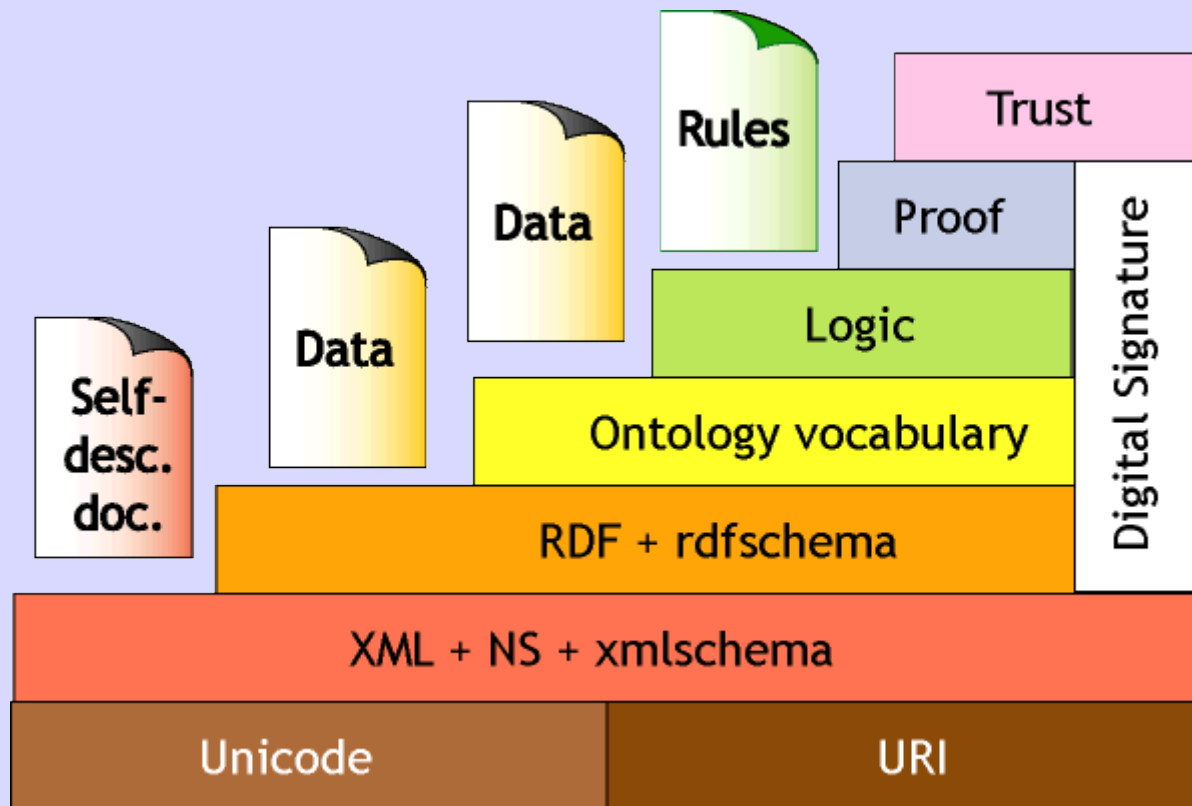 Rules
Trust
Data
Proof
Data
Logic
Digital Signature
Self-
desc.
doc.
Ontology vocabulary
RDF + rdfschema
XML + NS + xmlschema
Unicode
URI